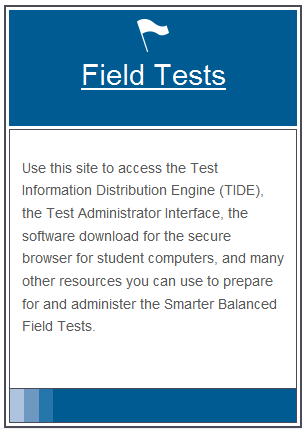 Field Tests
Use this site to access the Test
Information Distribution Engine (TIDE),
the Test Administrator Interface, the
software download for the secure
browser for student computers, and many
other resources you can use to prepare
for and administer the Smarter Balanced
Field Tests.